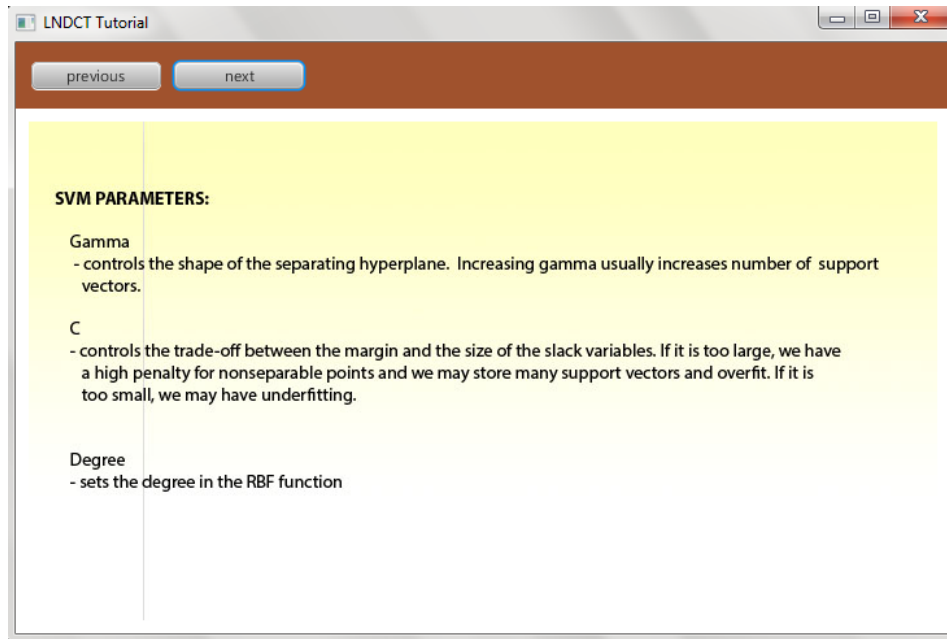 LNDCT Tutorial
previous
next
SVM PARAMETERS:
Gamma
- controls the shape of the separating hyperplane. Increasing gamma usually increases number of support
vectors.
C
- controls the trade-off between the margin and the size of the slack variables. If it is too large, we have
a high penalty for nonseparable points and we may store many support vectors and overfit. If it is
too small, we may have underfitting.
Degree
- sets the degree in the RBF function